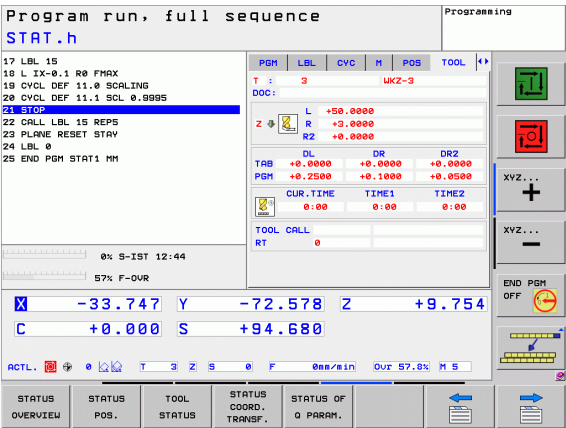 Program run, full sequence
Programming
STAT.h
17 LBL 15
18 L IX-0.1 R0 FMAX
19 CYCL DEF 11.0 SCALING
20 CYCL DEF 11.1 SCL 0.9995
21 STOP
22 CALL LBL 15 REP5
23 PLANE RESET STAY
24 LBL 0
25 END PGM STAT1 MM
0% S-IST 12:44
57% F-OVR
PGM LBL CYC M POS TOOL
T : 3 WKZ-3
DOC:
L +50.0000
Z R +3.0000
R2 +0.0000
DL DR DR2
TAB +0.0000 +0.0000 +0.0000
PGM +0.2500 +0.1000 +0.0500
CUR.TIME TIME1 TIME2
0:00 0:00 0:00
TOOL CALL
RT 0
X -33.747 Y -72.578 Z +9.754
C +0.000 S +94.680
ACTL. 0 T 3 Z S 0 F 0mm/min Ovr 57.8% M 5
XYZ...
+
XYZ...
-
END PGM
OFF
STATUS OVERVIEW
STATUS POS.
TOOL STATUS
STATUS COORD. TRANSF.
STATUS OF Q PARAM.